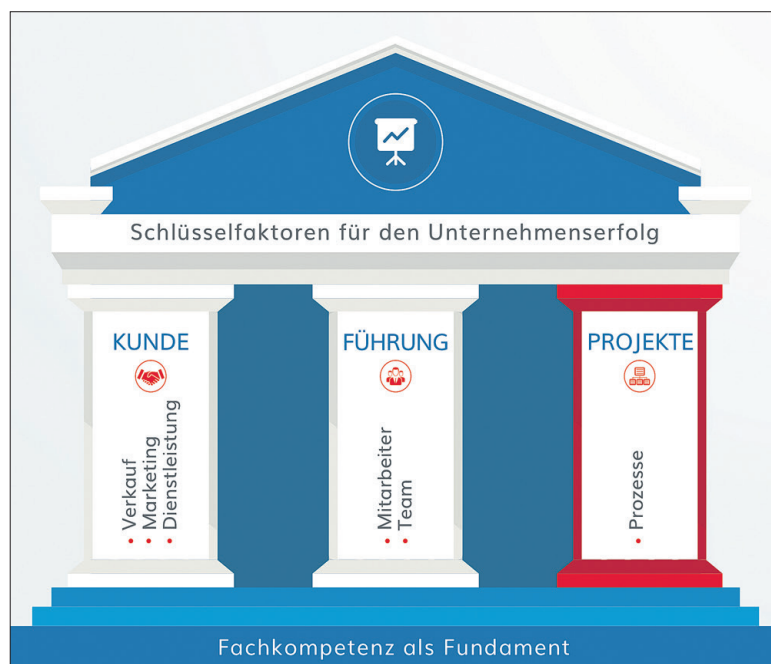 Schlüsselfaktoren für den Unternehmenserfolg
KUNDE
• Verkauf
• Marketing
• Dienstleistung
FÜHRUNG
• Mitarbeiter
• Team
PROJEKTE
• Prozesse
Fachkompetenz als Fundament